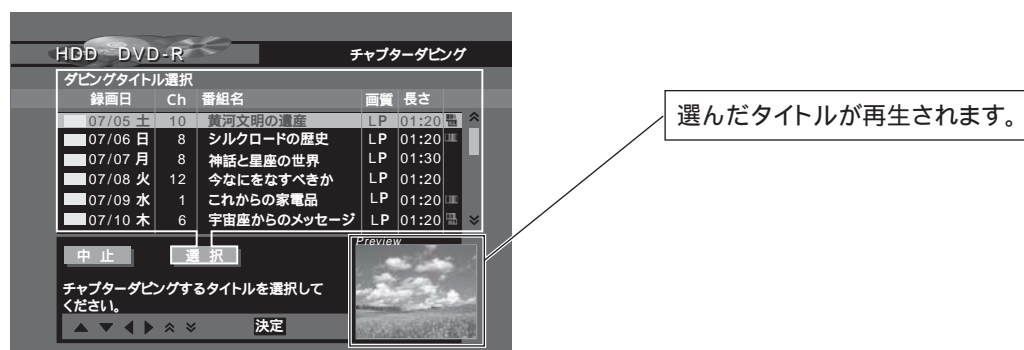 HDD DVD-R
チャプターダビング
ダビングタイトル選択
録画日 Ch 番組名 画質 長さ
07/05 土 10 黄河文明の遺産 LP 01:20
07/06 日 8 シルクロードの歴史 LP 01:20
07/07 月 8 神話と星座の世界 LP 01:30
07/08 火 12 今なにをなすべきか LP 01:20
07/09 水 1 これからの家電品 LP 01:20
07/10 木 6 宇宙座からのメッセージ LP 01:20
中止 選択
Preview
チャプターダビングするタイトルを選択して
ください。
決定
選んだタイトルが再生されます。